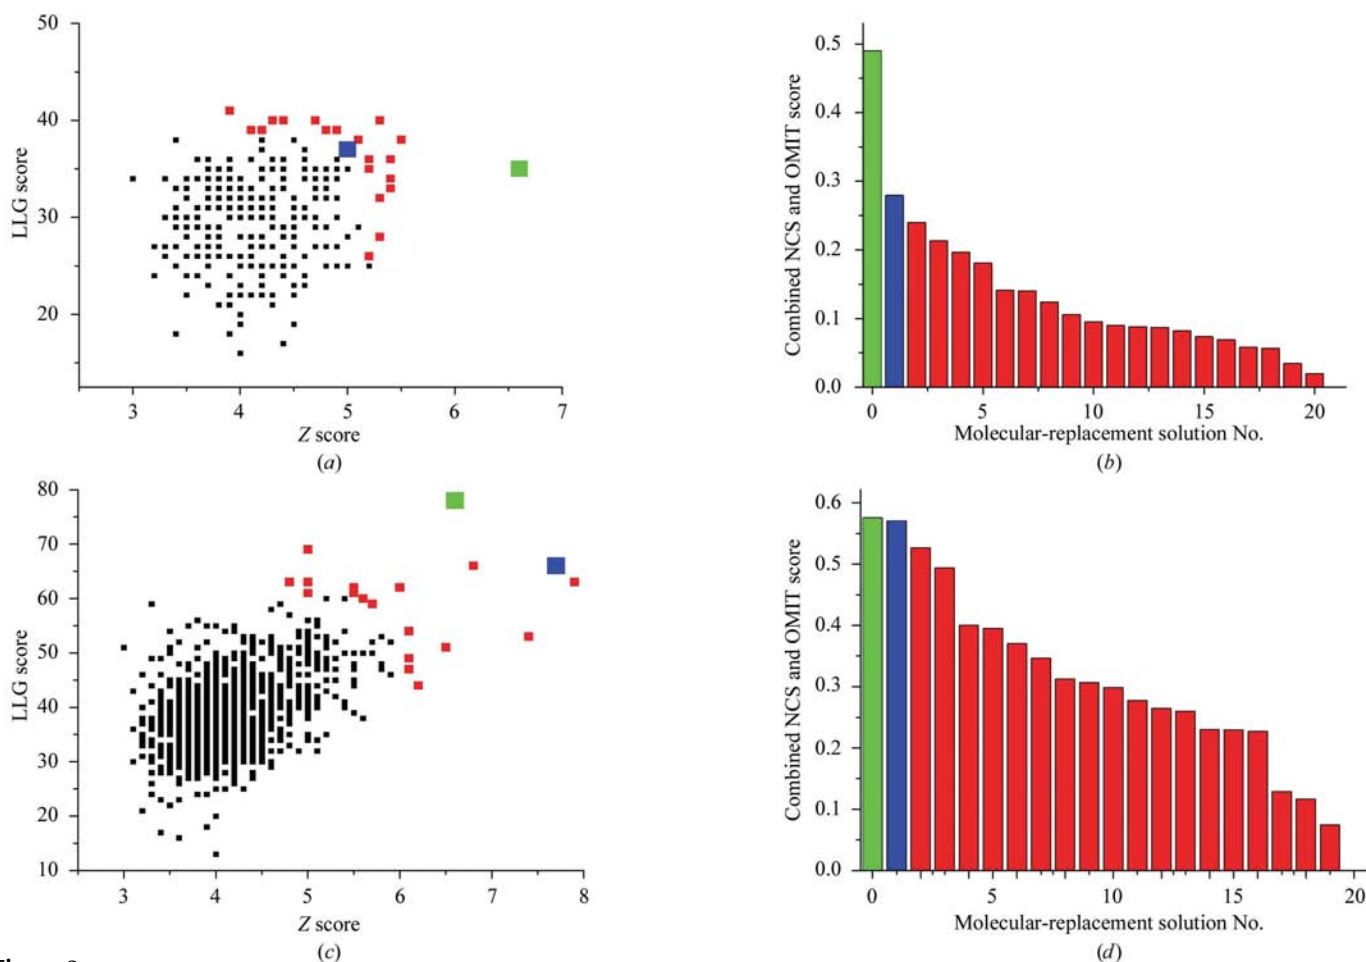 50
40
30
20
LLG score
3 4 5 6 7
Z score
(a)
0.5
0.4
0.3
0.2
0.1
0.0
Combined NCS and OMIT score
0 5 10 15 20
Molecular-replacement solution No.
(b)
80
70
60
50
40
30
20
10
LLG score
3 4 5 6 7 8
Z score
(c)
0.6
0.5
0.4
0.3
0.2
0.1
0.0
Combined NCS and OMIT score
0 5 10 15 20
Molecular-replacement solution No.
(d)